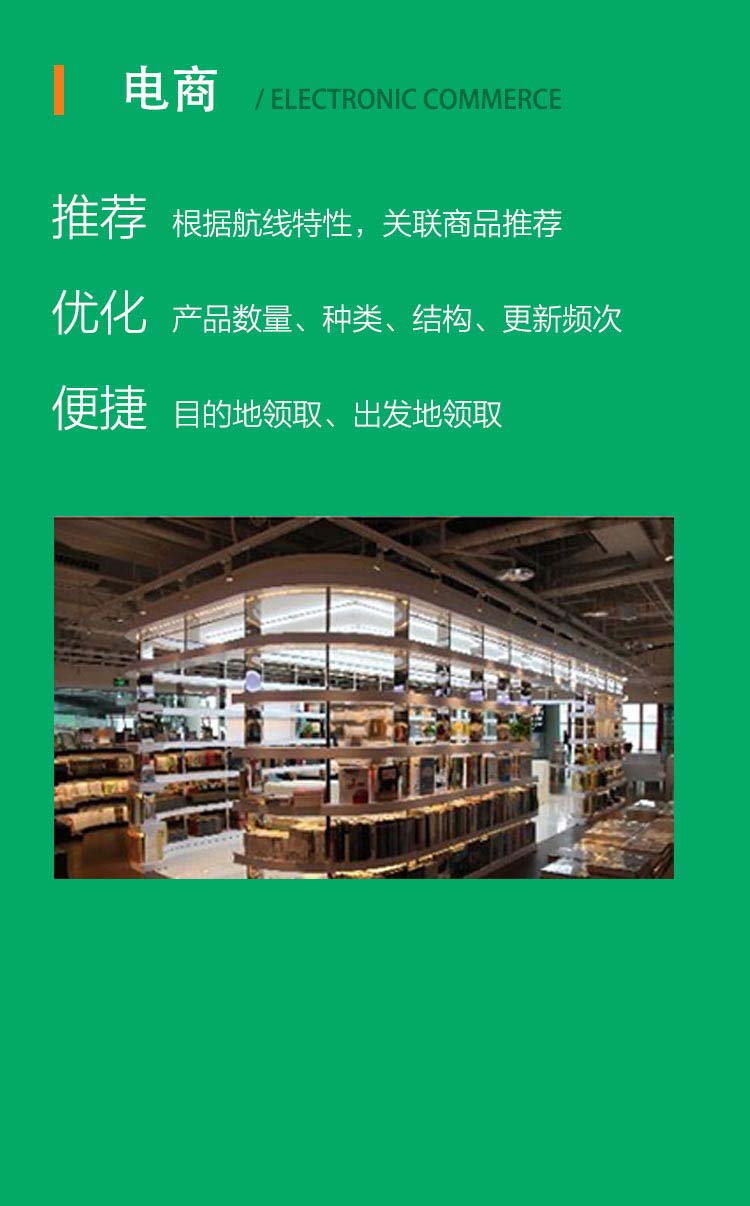 电商 / ELECTRONIC COMMERCE
推荐 根据航线特性，关联商品推荐
优化 产品数量、种类、结构、更新频次
便捷 目的地领取、出发地领取